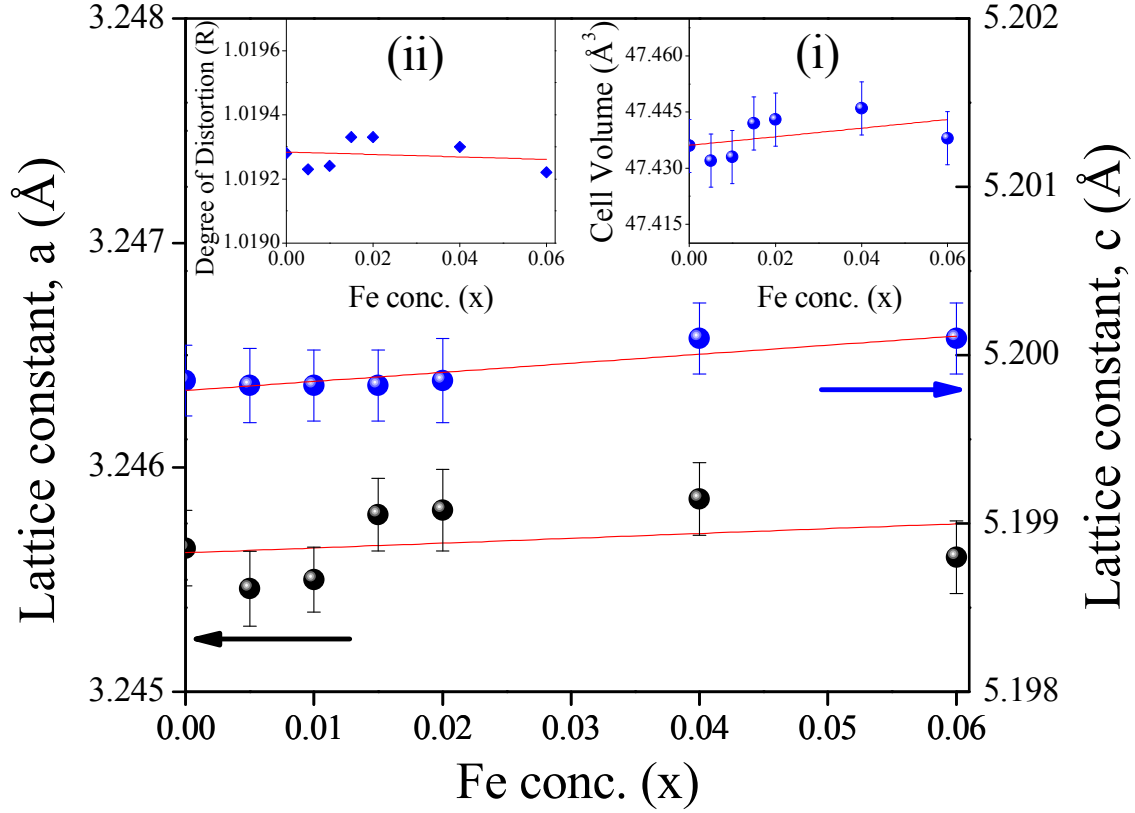 3.248
3.247
3.246
3.245
Lattice constant, a (Å)
0.00 0.01 0.02 0.03 0.04 0.05 0.06
Fe conc. (x)
5.202
5.201
5.200
5.199
5.198
Lattice constant, c (Å)
(ii)
1.0196
1.0194
1.0192
1.0190
Degree of Distortion (R)
0.00 0.02 0.04 0.06
Fe conc. (x)
(i)
47.460
47.445
47.430
47.415
Cell Volume (Å³)
0.00 0.02 0.04 0.06
Fe conc. (x)